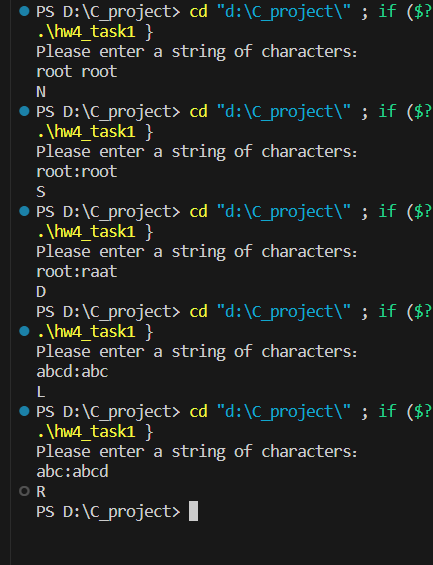 PS D:\C_project> cd "d:\C_project\" ; if ($?
.\hw4_task1 }
Please enter a string of characters:
root root
N
PS D:\C_project> cd "d:\C_project\" ; if ($?
.\hw4_task1 }
Please enter a string of characters:
root:root
S
PS D:\C_project> cd "d:\C_project\" ; if ($?
.\hw4_task1 }
Please enter a string of characters:
root:raat
D
PS D:\C_project> cd "d:\C_project\" ; if ($?
.\hw4_task1 }
Please enter a string of characters:
abcd:abc
L
PS D:\C_project> cd "d:\C_project\" ; if ($?
.\hw4_task1 }
Please enter a string of characters:
abc:abcd
R
PS D:\C_project>